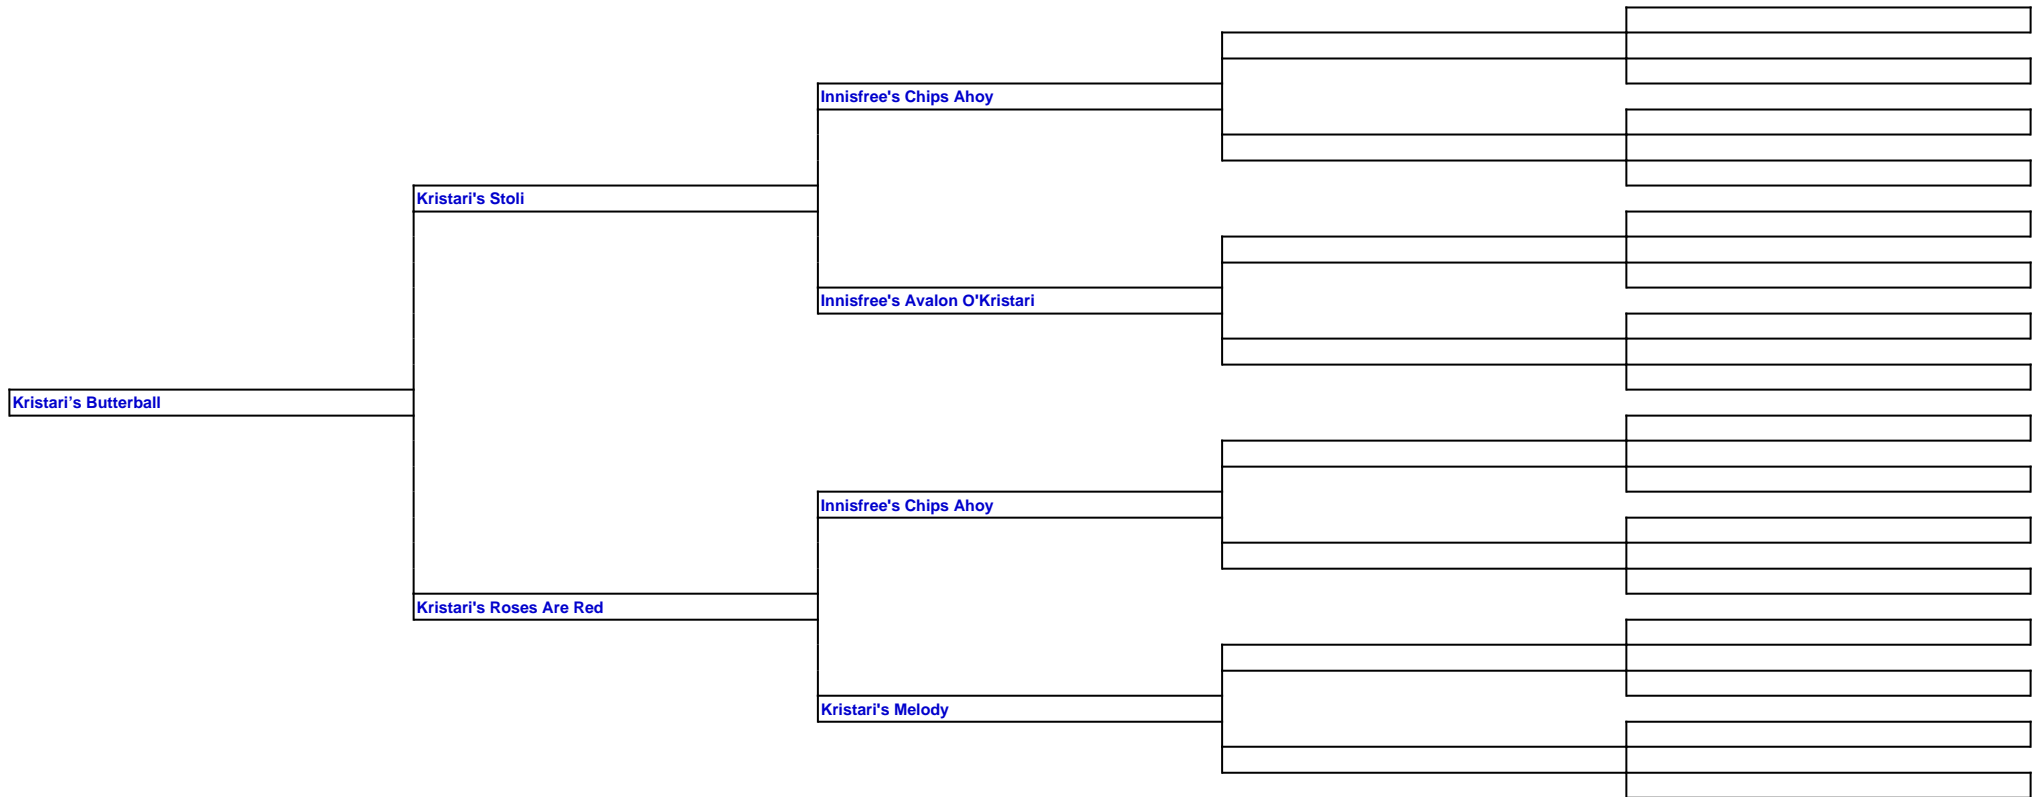 Innisfree's Chips Ahoy
Kristari's Stoli
Innisfree's Avalon O'Kristari
Kristari’s Butterball
Innisfree's Chips Ahoy
Kristari's Roses Are Red
Kristari's Melody